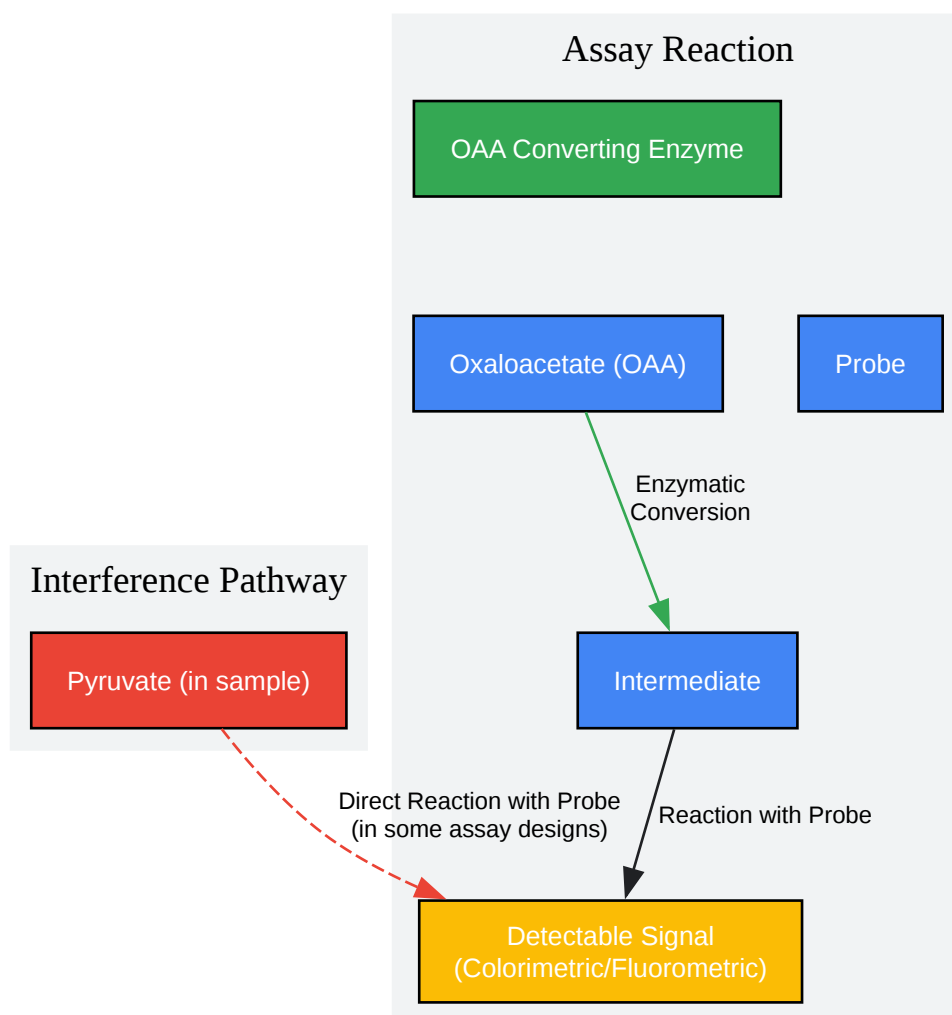 Assay Reaction
OAA Converting Enzyme
Oxaloacetate (OAA)
Probe
Enzymatic
Conversion
Interference Pathway
Pyruvate (in sample)
Intermediate
Direct Reaction with Probe
(in some assay designs)
Reaction with Probe
Detectable Signal
(Colorimetric/Fluorometric)